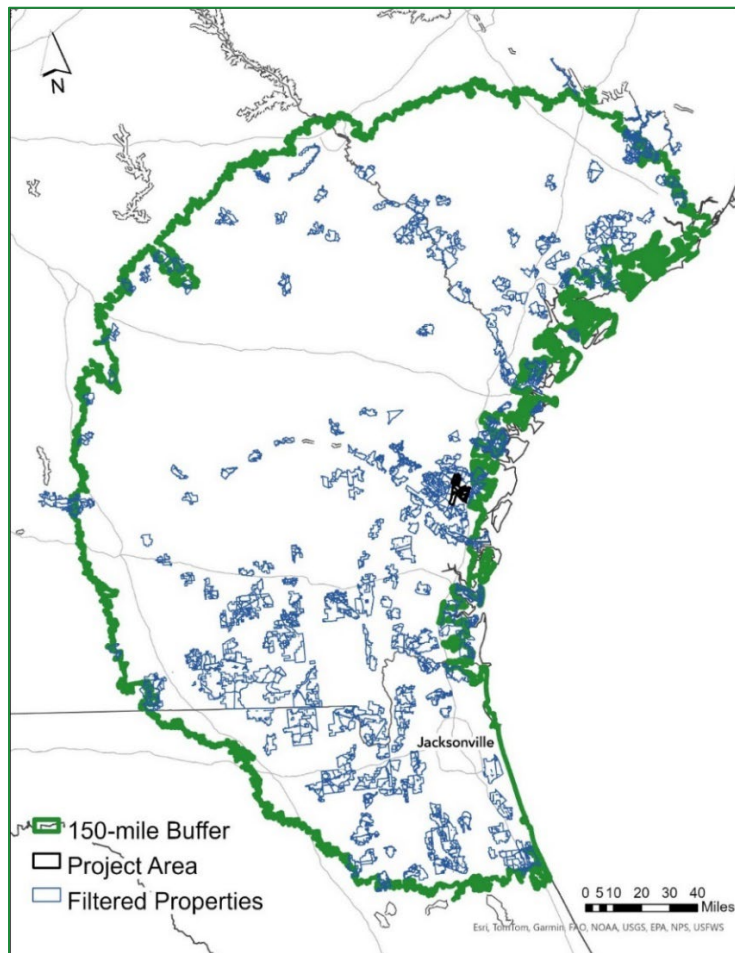 N
Jacksonville
150-mile Buffer
Project Area
Filtered Properties
0 5 10 20 30 40
Miles
Esri, TomTom, Garmin, FAO, NOAA, USGS, EPA, NPS, USFWS